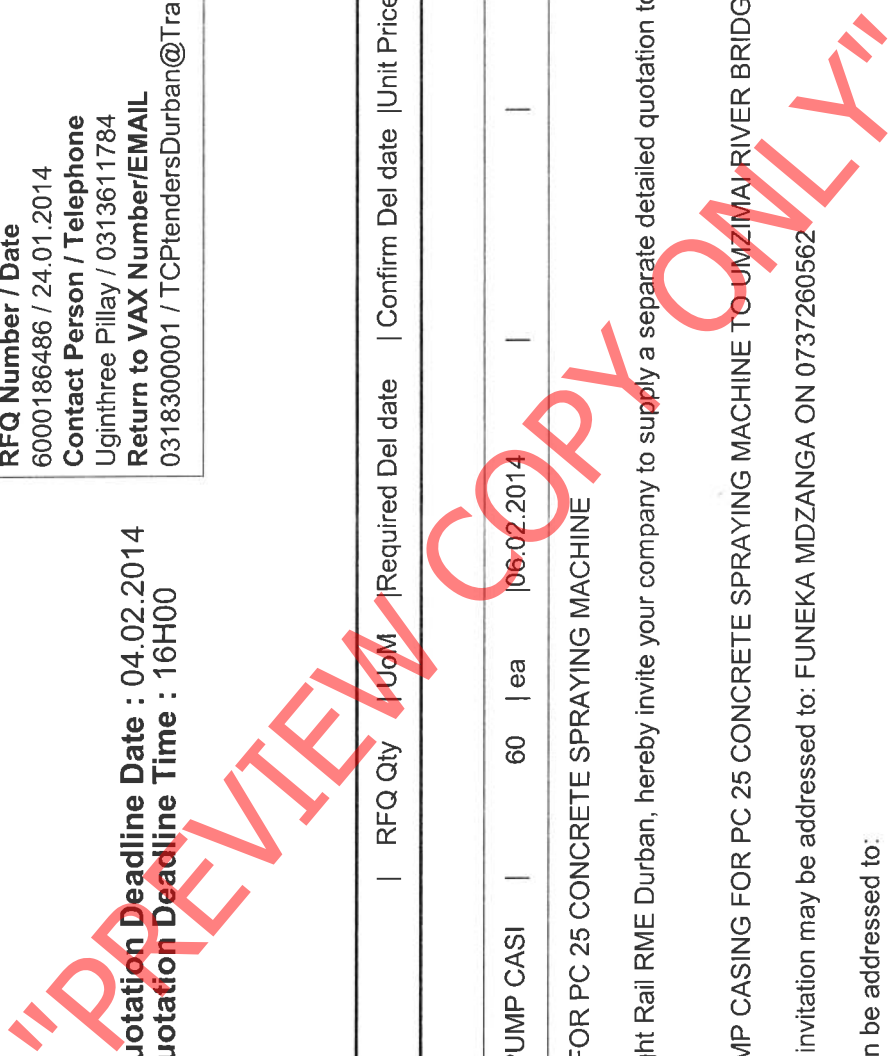 RFQ Number / Date
6000186486 / 24.01.2014
Contact Person / Telephone
Uginthree Pillay / 03136117784
Return to VAX Number/EMAIL
0318300001 / TCPtendersDurban@Tra
uotation Deadline Date : 04.02.2014
uotation Deadline Time : 16H00
| RFQ Qty | UoM |Required Del date | Confirm Del date |Unit Price
PUMP CASI | 60 | ea |06.02.2014 | |
FOR PC 25 CONCRETE SPRAYING MACHINE
ht Rail RME Durban, hereby invite your company to supply a separate detailed quotation to
MP CASING FOR PC 25 CONCRETE SPRAYING MACHINE TO UMZIMAI RIVER BRIDG
invitation may be addressed to: FUNEKA MDZANGA ON 0737260562
n be addressed to:
"PREVIEW COPY ONLY"